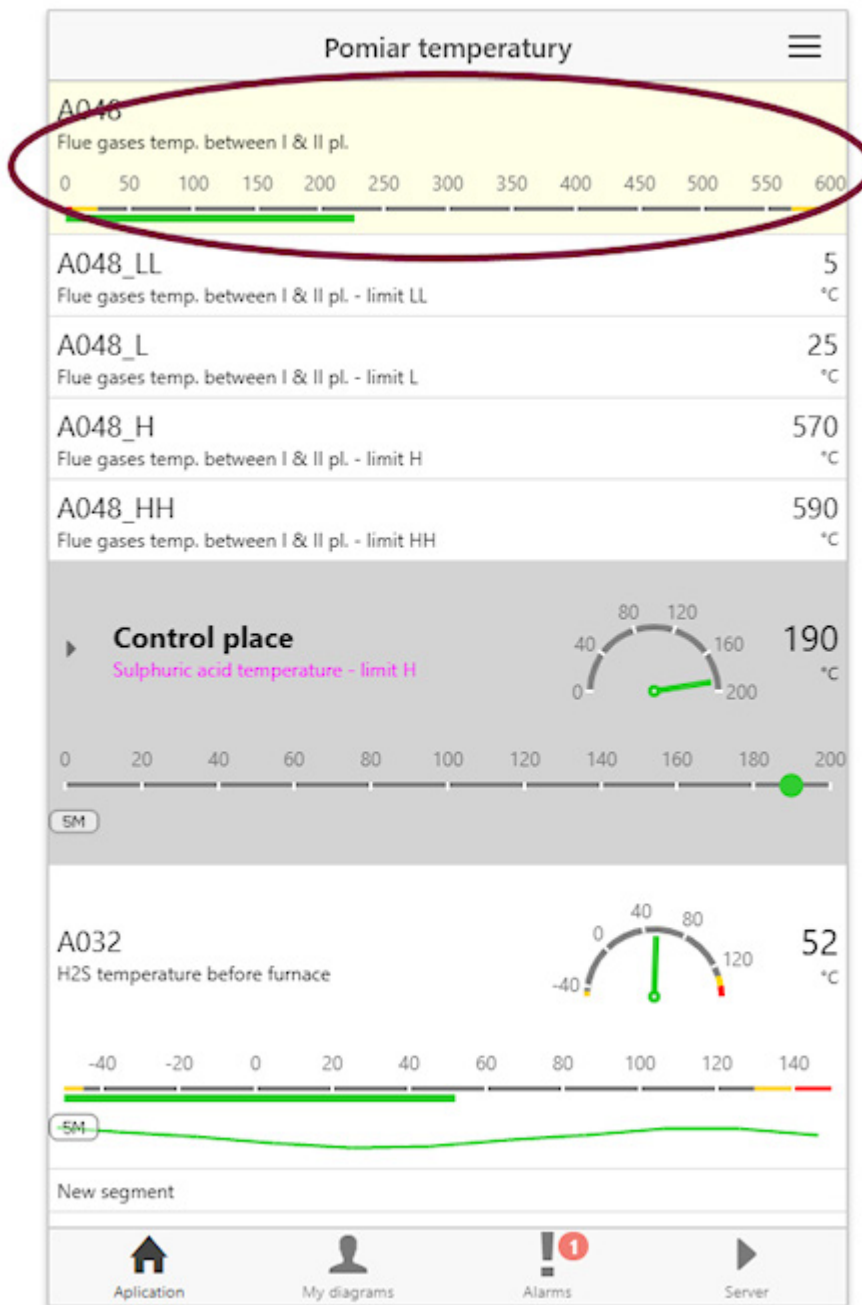 Pomiar temperatury
A048
Flue gases temp. between I & II pl.
0 50 100 150 200 250 300 350 400 450 500 550 600
A048_LL 5
Flue gases temp. between I & II pl. - limit LL °C
A048_L 25
Flue gases temp. between I & II pl. - limit L °C
A048_H 570
Flue gases temp. between I & II pl. - limit H °C
A048_HH 590
Flue gases temp. between I & II pl. - limit HH °C
80 120
Control place 40 160 190
Sulphuric acid temperature - limit H °C
0 200
0 20 40 60 80 100 120 140 160 180 200
5M
40 80
A032 0 120 52
H2S temperature before furnace -40 °C
-40 -20 0 20 40 60 80 100 120 140
5M
New segment
1
Aplication My diagrams Alarms Server